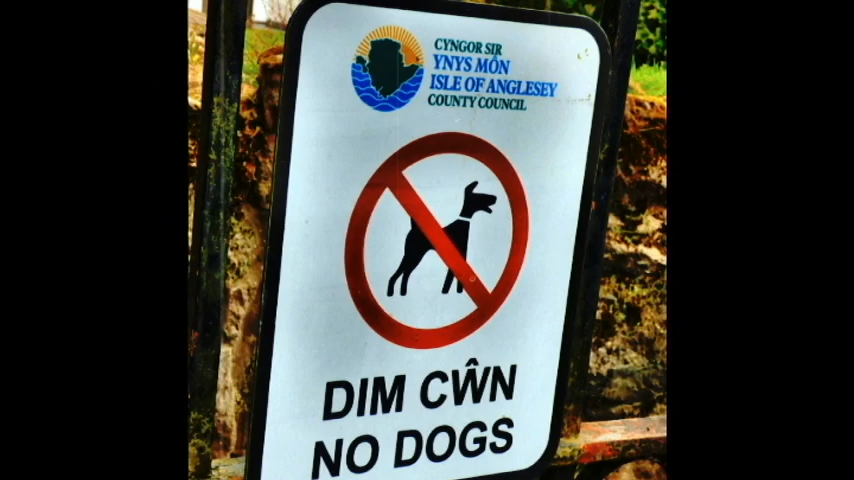 CYNGOR SIR
YNYS MÔN
ISLE OF ANGLESEY
COUNTY COUNCIL
DIM CŴN
NO DOGS